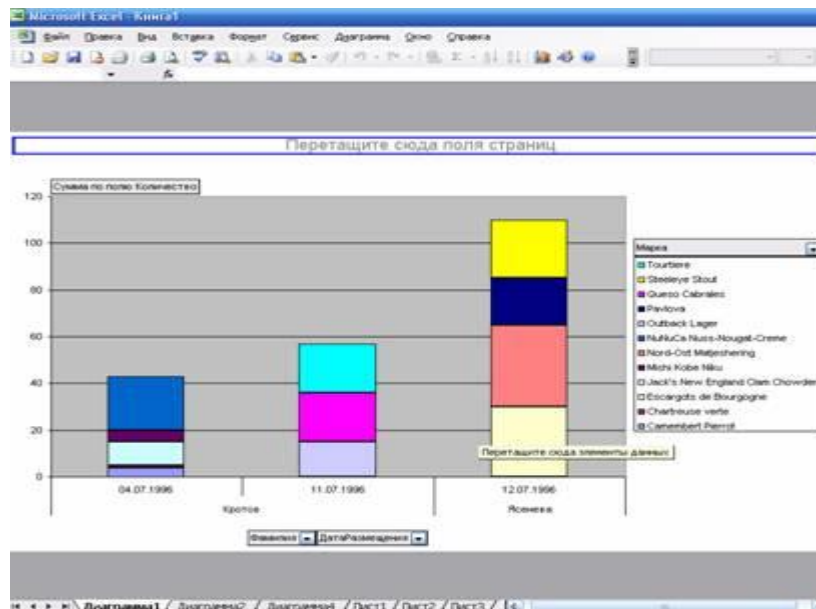 Microsoft Excel - Книга1
Файл Правка Вид Вставка Формат Сервис Диаграмма Окно Справка
Перетащите сюда поля страниц
Сумма по полю Количество
120
100
80
60
40
20
0
Марка
Tourtiere
Steeleye Stout
Queso Cabrales
Pavlova
Outback Lager
NuNuCa Nuss-Nougat-Creme
Nord-Ost Matjeshering
Mishi Kobe Niku
Jack's New England Clam Chowder
Escargots de Bourgogne
Chartreuse verte
Camembert Pierrot
Перетащите сюда элементы данных
04.07.1996 11.07.1996 12.07.1996
Кротов Ясенева
Фамилия ДатаРазмещения
Диаграмма1 / Диаграмма2 / Диаграмма4 / Лист1 / Лист2 / Лист3 /